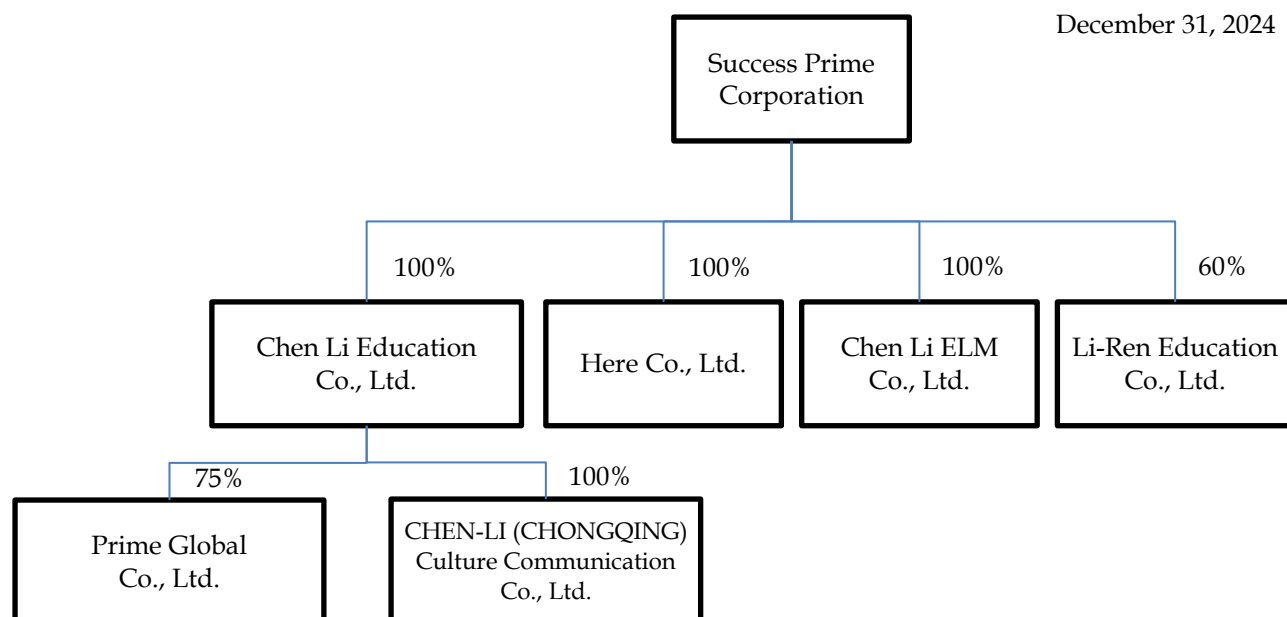 December 31, 2024
Success Prime
Corporation
100%
100%
100%
60%
Chen Li Education
Co., Ltd.
Here Co., Ltd.
Chen Li ELM
Co., Ltd.
Li-Ren Education
Co., Ltd.
75%
100%
Prime Global
Co., Ltd.
CHEN-LI (CHONGQING)
Culture Communication
Co., Ltd.